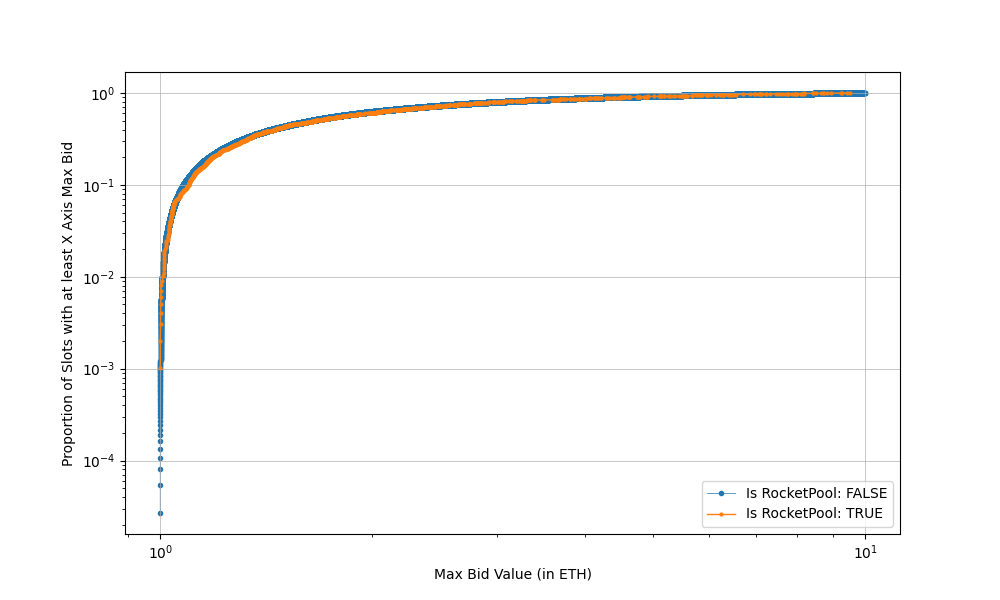 10⁰
10⁻¹
10⁻²
10⁻³
10⁻⁴
Proportion of Slots with at least X Axis Max Bid
Is RocketPool: FALSE
Is RocketPool: TRUE
10⁰ 10¹
Max Bid Value (in ETH)